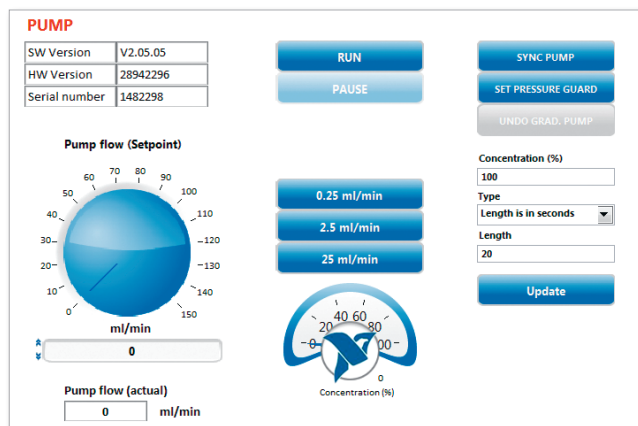 PUMP
SW Version V2.05.05
HW Version 28942296
Serial number 1482298
RUN
PAUSE
SYNC PUMP
SET PRESSURE GUARD
UNDO GRAD. PUMP
Pump flow (Setpoint)
0 10 20 30 40 50 60 70 80 90 100 110 120 130 140 150
ml/min
0
Pump flow (actual)
0 ml/min
0.25 ml/min
2.5 ml/min
25 ml/min
0 20 40 60 80 100
0
Concentration (%)
Concentration (%)
100
Type
Length is in seconds
Length
20
Update